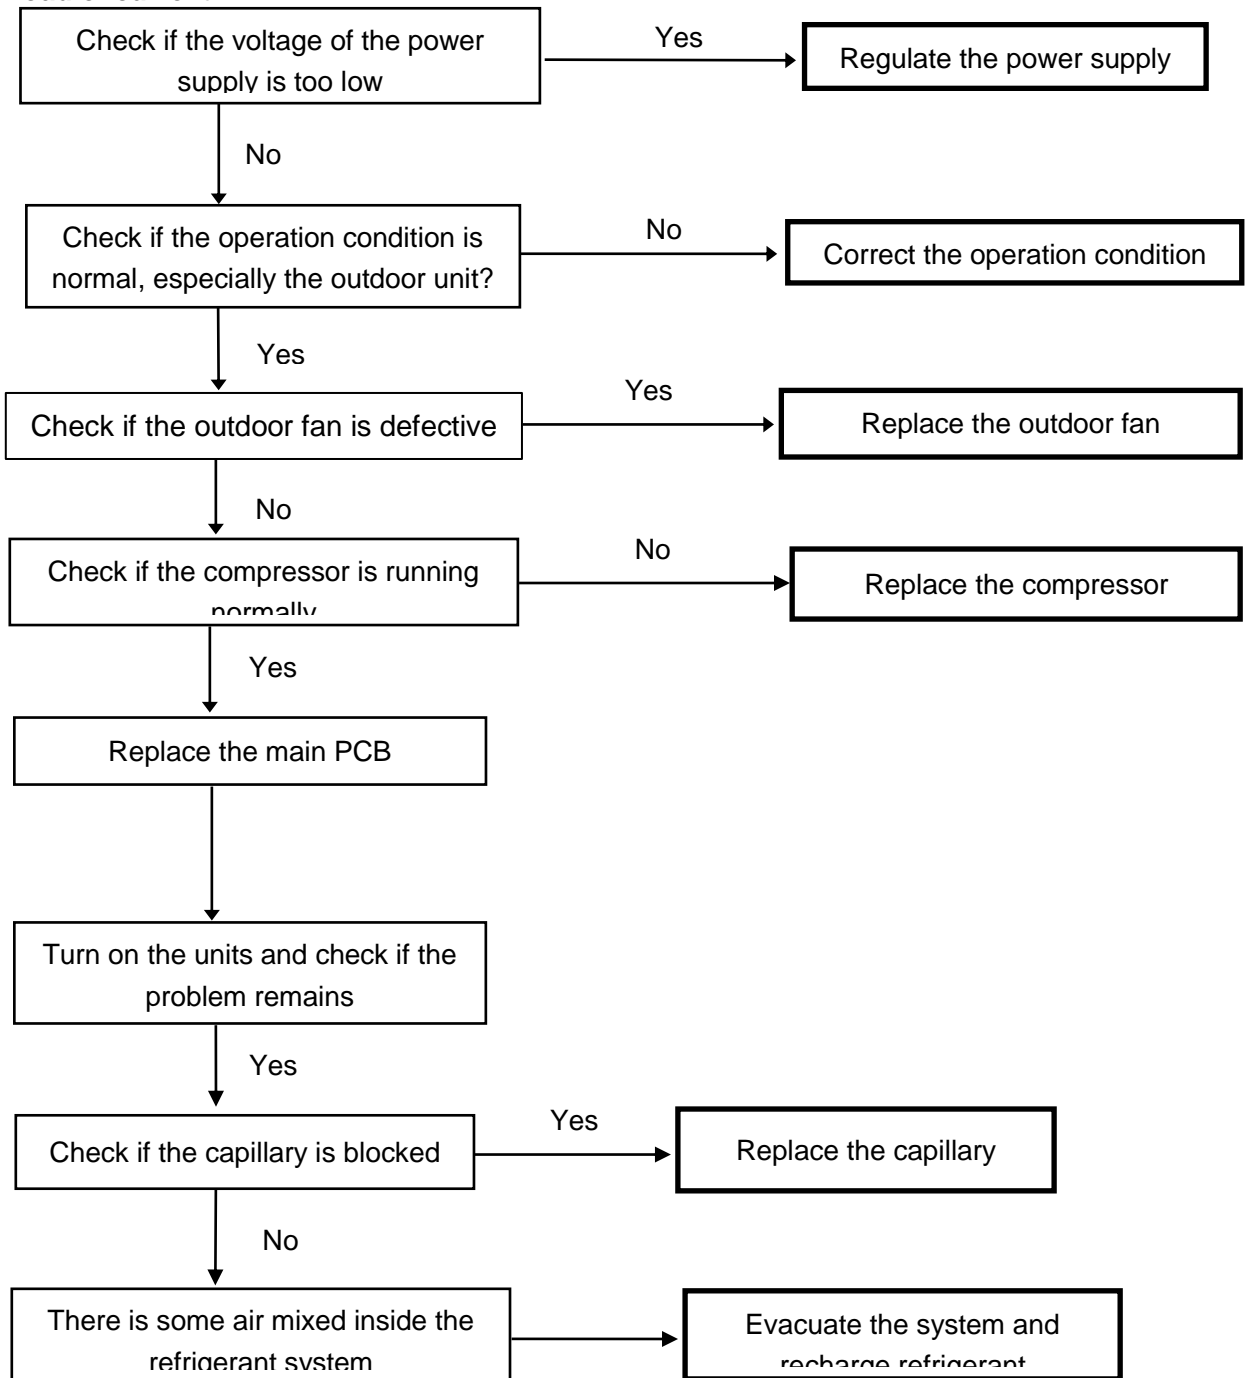 Check if the voltage of the power
supply is too low
Yes
Regulate the power supply
No
Check if the operation condition is
normal, especially the outdoor unit?
No
Correct the operation condition
Yes
Check if the outdoor fan is defective
Yes
Replace the outdoor fan
No
Check if the compressor is running
normally
No
Replace the compressor
Yes
Replace the main PCB
Turn on the units and check if the
problem remains
Yes
Check if the capillary is blocked
Yes
Replace the capillary
No
There is some air mixed inside the
refrigerant system
Evacuate the system and
recharge refrigerant